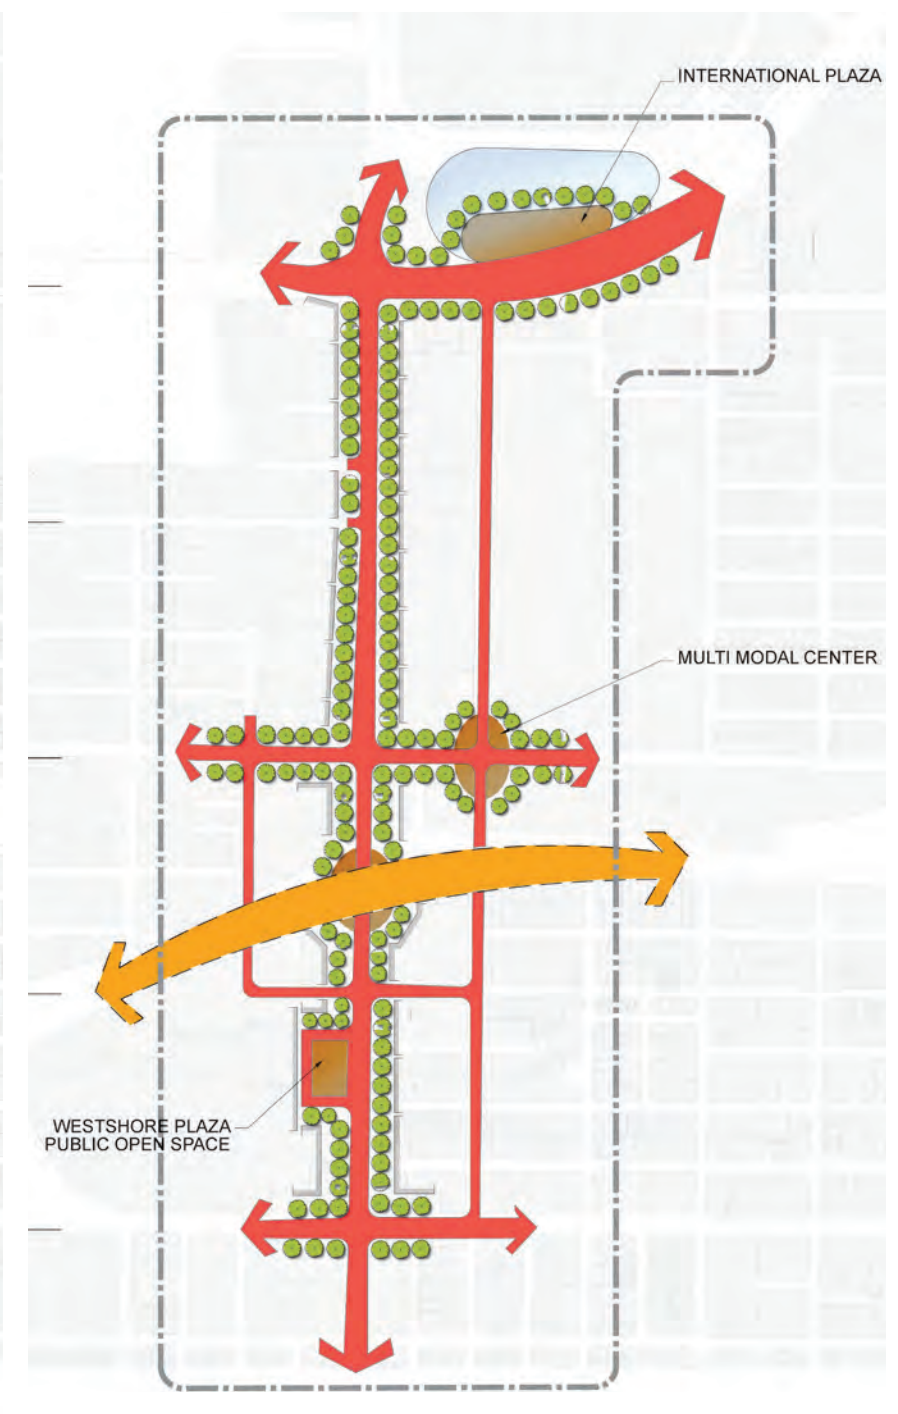 INTERNATIONAL PLAZA
MULTI MODAL CENTER
WESTSHORE PLAZA
PUBLIC OPEN SPACE